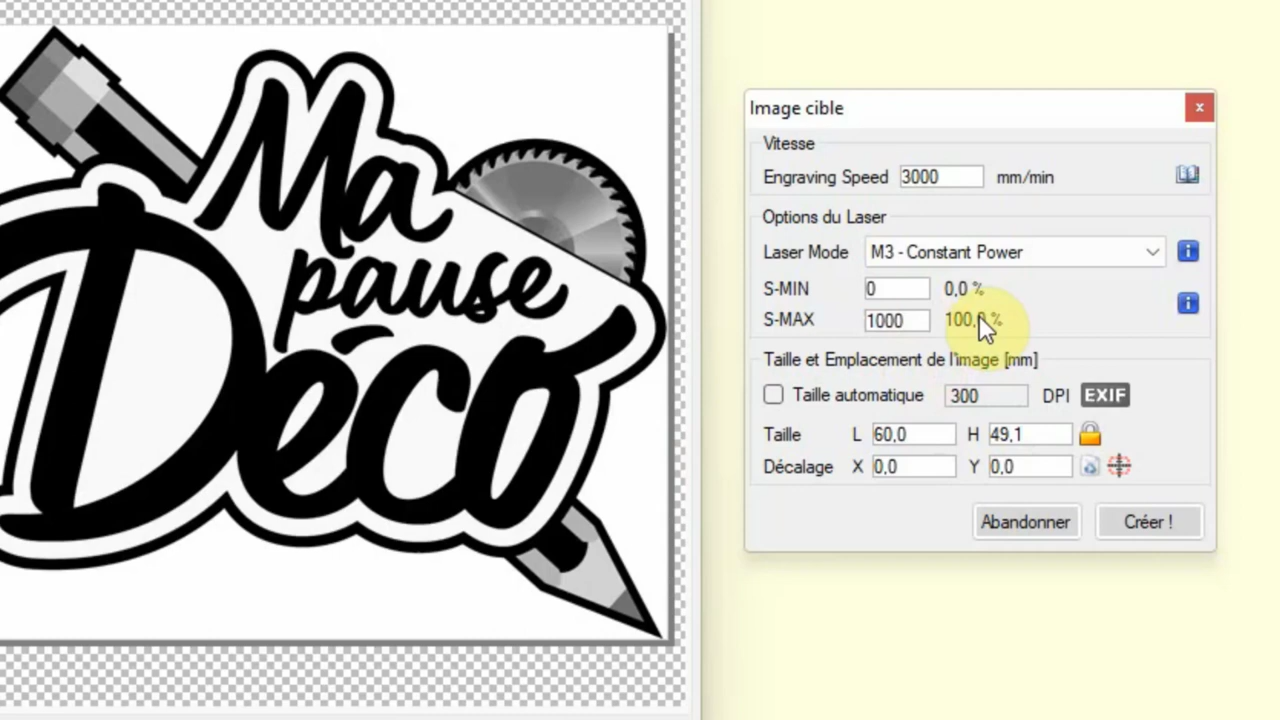 Ma
pause
Déco
Image cible
x
Vitesse
Engraving Speed 3000 mm/min
Options du Laser
Laser Mode M3 - Constant Power
S-MIN 0 0,0 %
S-MAX 1000 100,0 %
Taille et Emplacement de l'image [mm]
Taille automatique 300 DPI EXIF
Taille L 60,0 H 49,1
Décalage X 0,0 Y 0,0
Abandonner Créer !